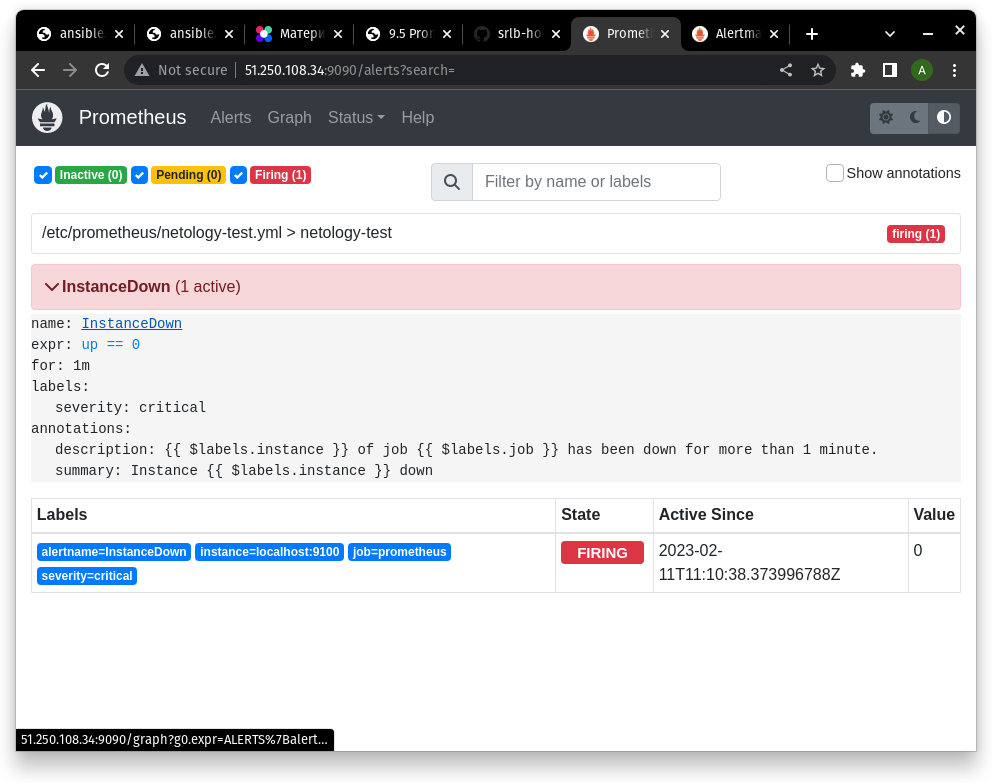 ansible. ansible. Матери 9.5 Pror srlb-ho Promet Alertma
Not secure 51.250.108.34:9090/alerts?search= A
Prometheus Alerts Graph Status Help
Inactive (0) Pending (0) Firing (1) Filter by name or labels Show annotations
/etc/prometheus/netology-test.yml > netology-test firing (1)
InstanceDown (1 active)
name: InstanceDown
expr: up == 0
for: 1m
labels:
severity: critical
annotations:
description: {{ $labels.instance }} of job {{ $labels.job }} has been down for more than 1 minute.
summary: Instance {{ $labels.instance }} down
Labels State Active Since Value
alertname=InstanceDown instance=localhost:9100 job=prometheus FIRING 2023-02- 0
severity=critical 11T11:10:38.373996788Z
51.250.108.34:9090/graph?g0.expr=ALERTS%7Balert...